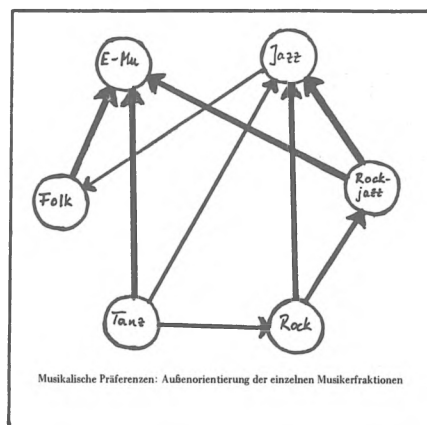 E-Mu
Jazz
Folk
Rock-
jazz
Tanz
Rock
Musikalische Präferenzen: Außenorientierung der einzelnen Musikerfraktionen